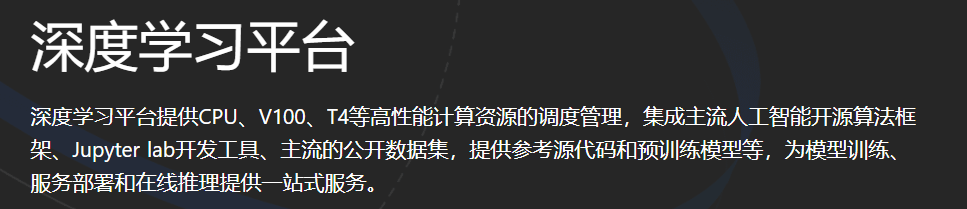 深度学习平台
深度学习平台提供CPU、V100、T4等高性能计算资源的调度管理，集成主流人工智能开源算法框
架、Jupyter lab开发工具、主流的公开数据集，提供参考源代码和预训练模型等，为模型训练、
服务部署和在线推理提供一站式服务。